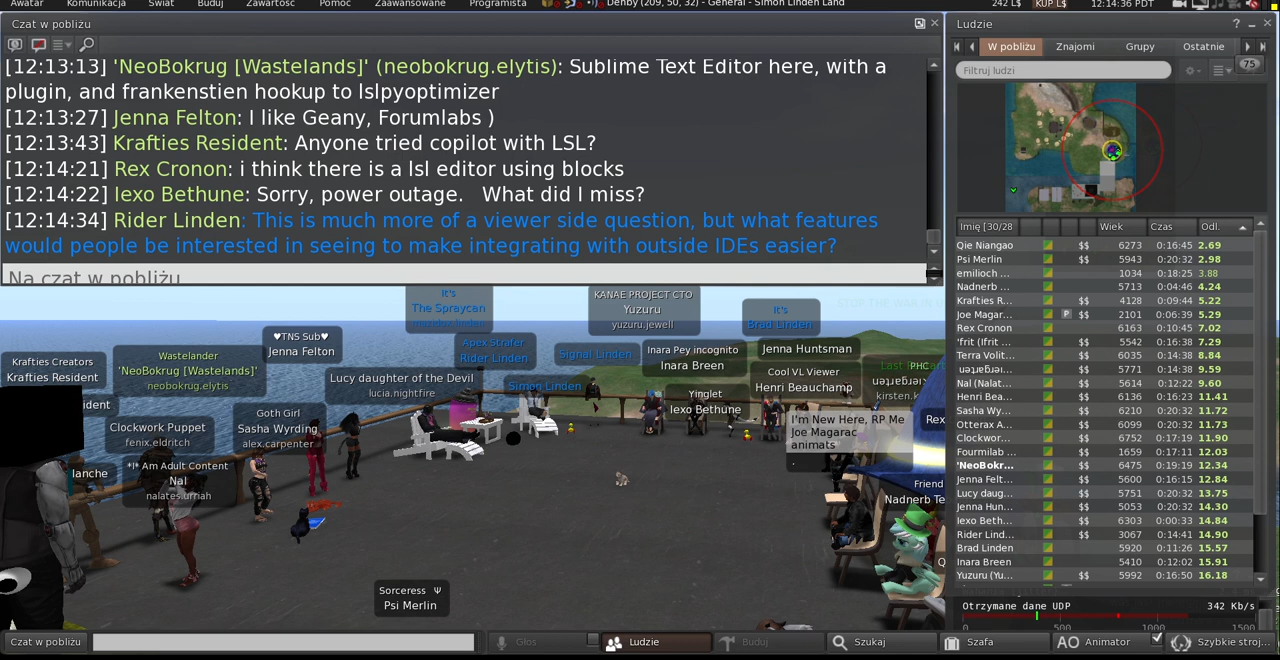 Awatar Komunikacja Świat Buduj Zawartość Pomoc Zaawansowane Programista Denby (209, 50, 32) - General - Simon Linden Land 242 L$ KUP L$ 12:14:36 PDT
Czat w pobliżu
[12:13:13] 'NeoBokrug [Wastelands]' (neobokrug.elytis): Sublime Text Editor here, with a
plugin, and frankenstien hookup to lslpyoptimizer
[12:13:27] Jenna Felton: I like Geany, Forumlabs )
[12:13:43] Krafties Resident: Anyone tried copilot with LSL?
[12:14:21] Rex Cronon: i think there is a lsl editor using blocks
[12:14:22] Iexo Bethune: Sorry, power outage.   What did I miss?
[12:14:34] Rider Linden: This is much more of a viewer side question, but what features
would people be interested in seeing to make integrating with outside IDEs easier?
Na czat w pobliżu
It's
The Spraycan
KANAE PROJECT CTO
Yuzuru
yuzuru.jewell
It's
Brad Linden
♥TNS Sub♥
Jenna Felton
Apex Strafer
Rider Linden
Signal Linden
Inara Pey incognito
Inara Breen
Jenna Huntsman
Krafties Creators
Krafties Resident
Wastelander
'NeoBokrug [Wastelands]'
neobokrug.elytis
Lucy daughter of the Devil
lucia.nightfire
Simon Linden
Cool VL Viewer
Henri Beauchamp
ident
Yinglet
Iexo Bethune
Goth Girl
Sasha Wyrding
alex.carpenter
Clockwork Puppet
fenix.eldritch
I'm New Here, RP Me
Joe Magarac
animats
Rex
lanche
*I* Am Adult Content
Nal
nalates.urriah
Friend
Nadnerb Te
Sorceress Ψ
Psi Merlin
Ludzie
W pobliżu Znajomi Grupy Ostatnie
Filtruj ludzi
75
Imię [30/28 Wiek Czas Odl.
Qie Niangao $$ 6273 0:16:45 2.69
Psi Merlin $$ 5943 0:20:32 2.98
emilioch ... 1034 0:18:25 3.88
Nadnerb ... 5713 0:04:46 4.24
Krafties R... $$ 4128 0:09:44 5.22
Joe Magar... P $$ 2101 0:06:39 5.29
Rex Cronon 6163 0:10:45 7.02
'frit (Frit ... $$ 5542 0:16:38 7.29
Terra Volit... $$ 6035 0:14:38 8.84
$$ 5771 0:14:38 9.59
Nal (Nalat... $$ 5614 0:12:22 9.60
Henri Bea... $$ 6136 0:16:23 11.41
Sasha Wy... $$ 6210 0:20:32 11.72
Otterax A... $$ 6099 0:20:32 11.73
Clockwor... $$ 6752 0:17:19 11.90
Fourmilab ... $$ 1659 0:17:11 12.03
'NeoBokr... $$ 6475 0:19:19 12.34
Jenna Felt... $$ 5600 0:16:15 12.84
Lucy daug... $$ 5751 0:20:32 13.75
Jenna Hun... $$ 5053 0:20:32 14.30
Iexo Beth... $$ 6303 0:00:33 14.84
Rider Lind... $$ 3067 0:14:41 14.90
Brad Linden 5920 0:11:26 15.57
Inara Breen 5410 0:12:02 15.91
Yuzuru (Yu... $$ 5992 0:16:50 16.18
Otrzymane dane UDP 342 Kb/s
0 500 1000 1500
Czat w pobliżu Głos Ludzie Buduj Szukaj Szafa AO Animator Szybkie stroj...